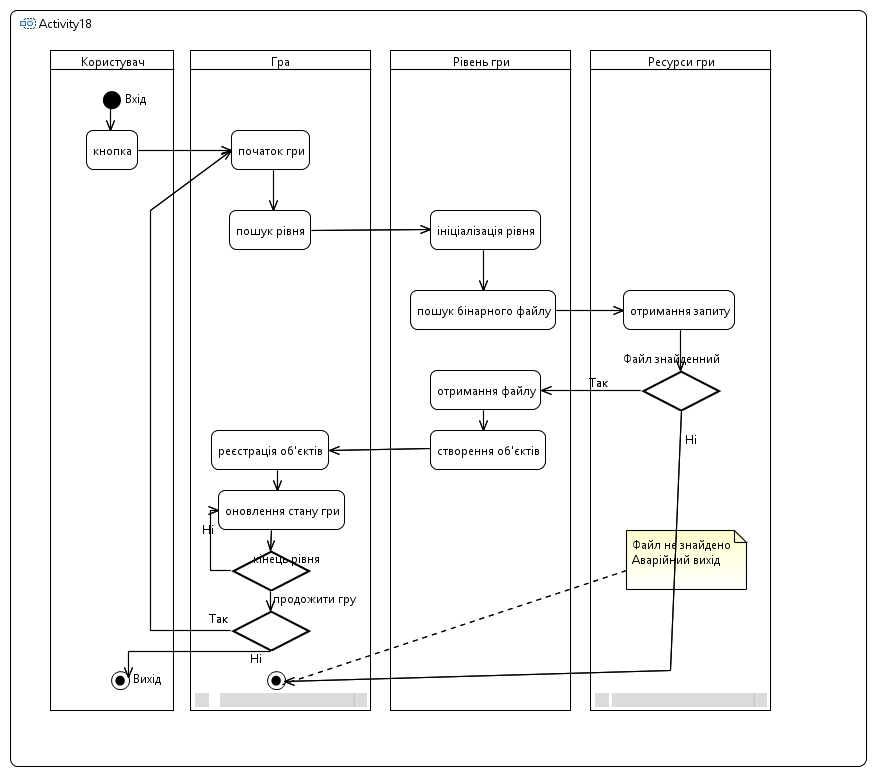 Activity18
Користувач
Гра
Рівень гри
Ресурси гри
Вхід
кнопка
початок гри
пошук рівня
ініціалізація рівня
пошук бінарного файлу
отримання запиту
Файл знайденний
Так
отримання файлу
Ні
реєстрація об'єктів
створення об'єктів
оновлення стану гри
Ні
кінець рівня
Файл не знайдено
Аварійний вихід
продожити гру
Так
Ні
Вихід